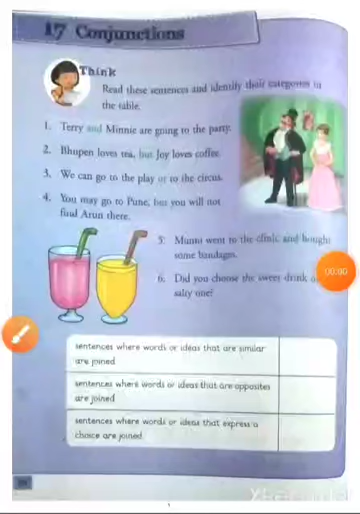 17 Conjunctions
Think
Read these sentences and identify their categories in
the table.
1. Terry and Minnie are going to the party.
2. Bhupen loves tea, but Joy loves coffee.
3. We can go to the play or to the circus.
4. You may go to Pune, but you will not
find Arun there.
5. Munni went to the clinic and bought
some bandages.
6. Did you choose the sweet drink
salty one?
00:00
sentences where words or ideas that are similar
are joined
sentences where words or ideas that are opposites
are joined
sentences where words or ideas that express a
choice are joined